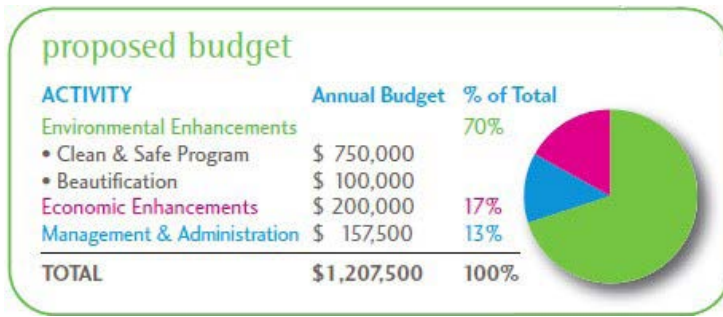 proposed budget
ACTIVITY Annual Budget % of Total
Environmental Enhancements 70%
• Clean & Safe Program $ 750,000
• Beautification $ 100,000
Economic Enhancements $ 200,000 17%
Management & Administration $ 157,500 13%
TOTAL $1,207,500 100%